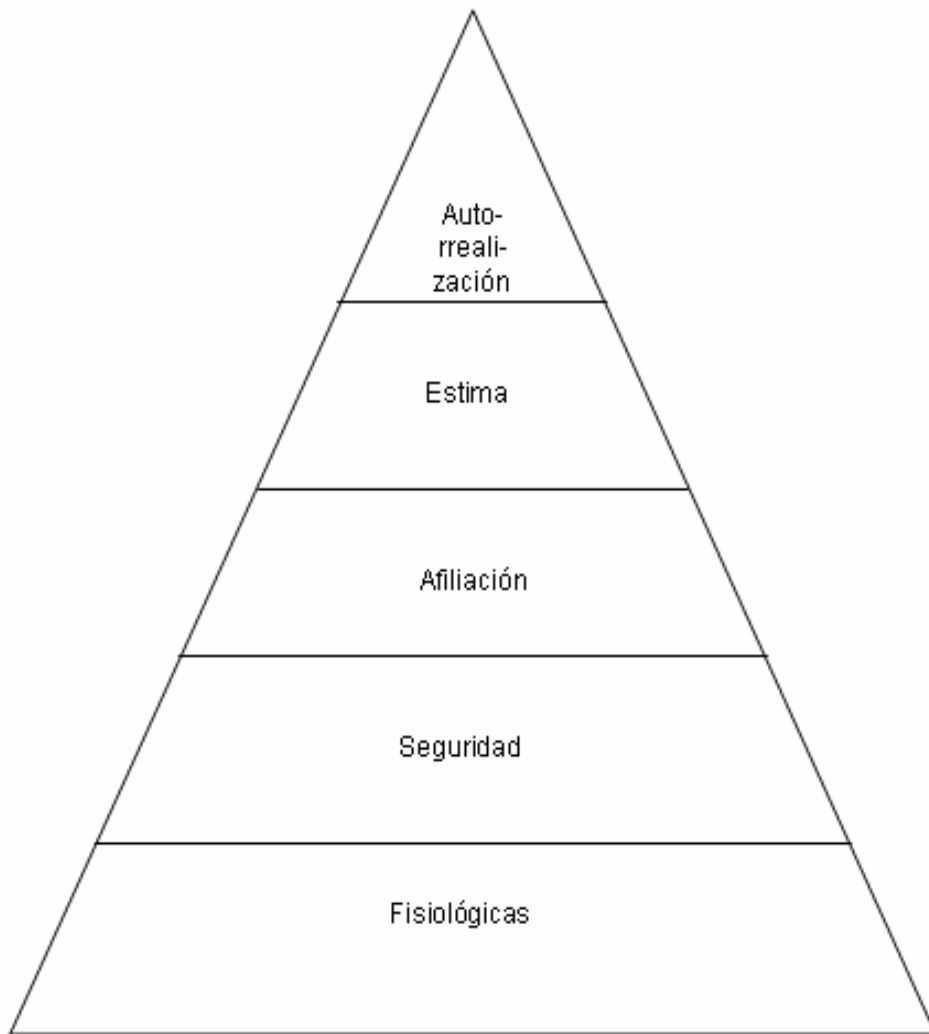 Auto-
rreali-
zación
Estima
Afiliación
Seguridad
Fisiológicas